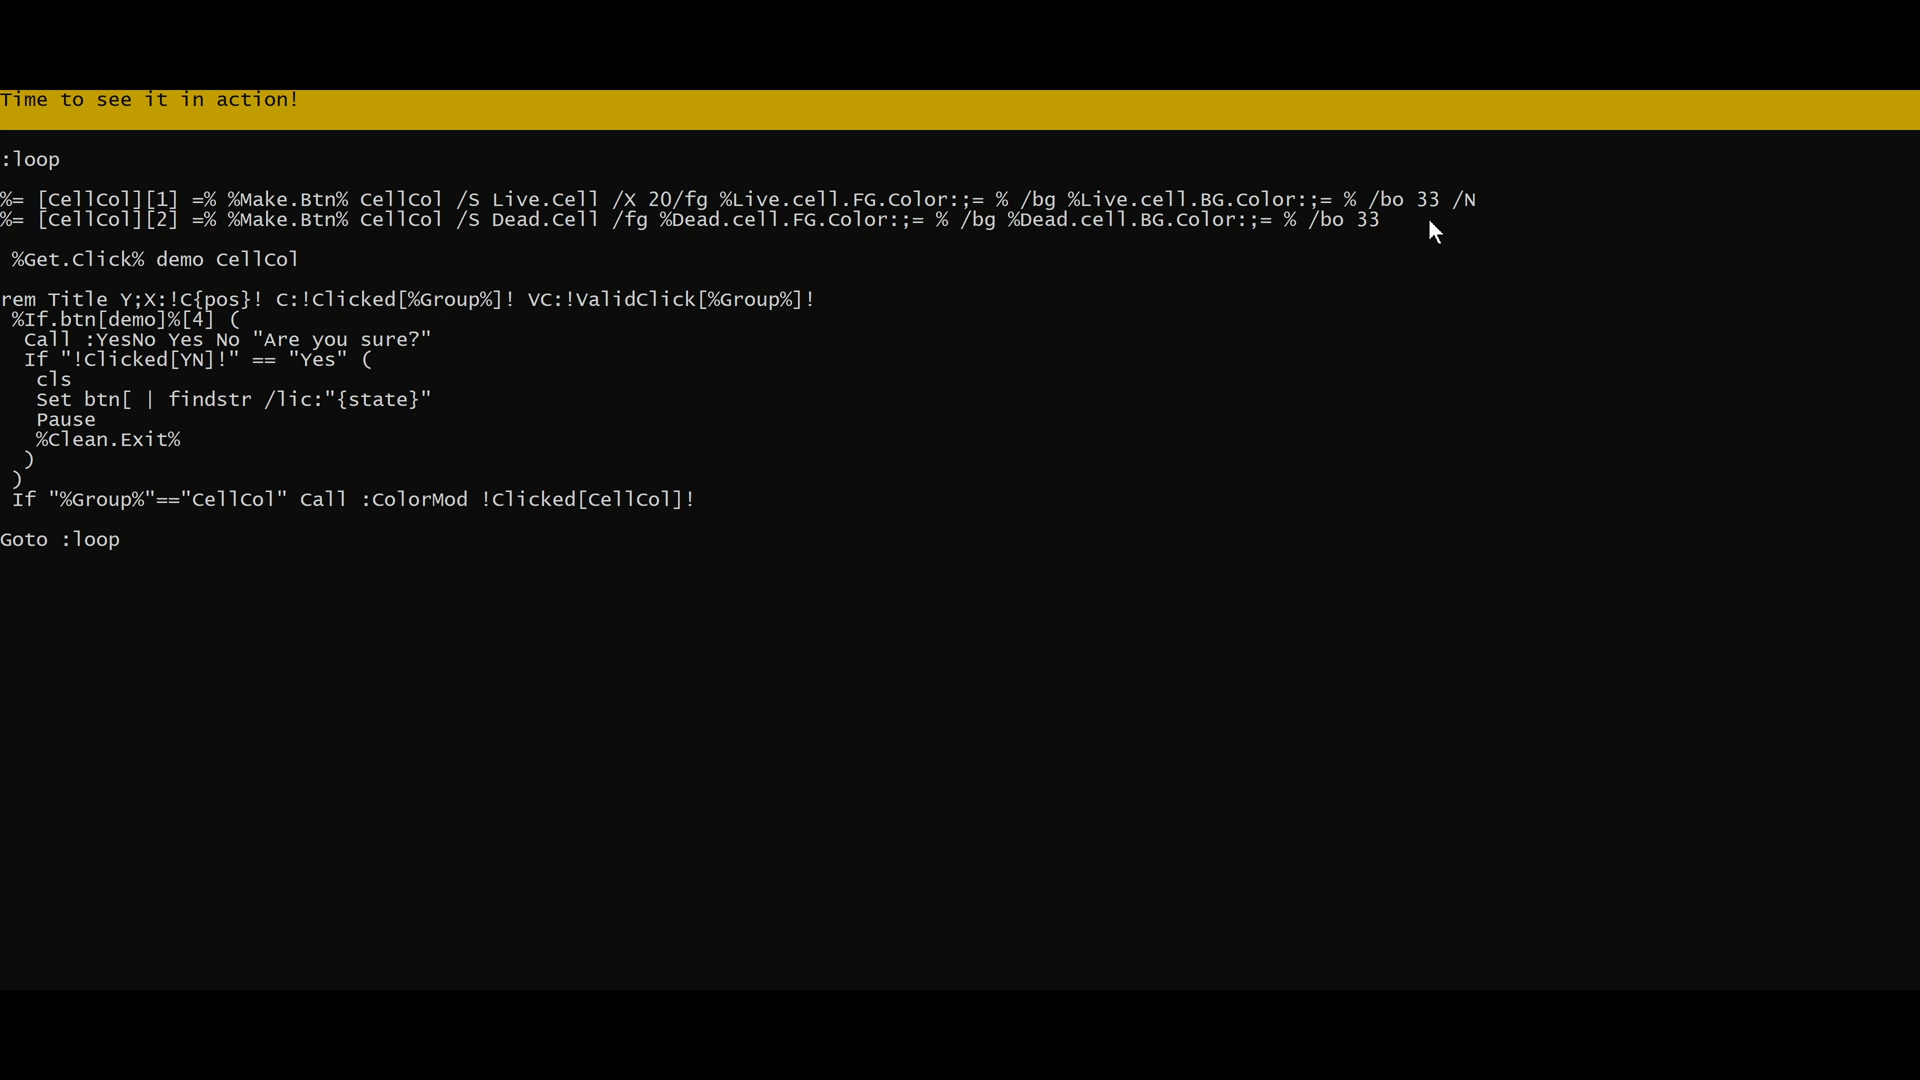 Time to see it in action!
:loop
%= [CellCol][1] =% %Make.Btn% CellCol /S Live.Cell /X 20/fg %Live.cell.FG.Color:;= % /bg %Live.cell.BG.Color:;= % /bo 33 /N
%= [CellCol][2] =% %Make.Btn% CellCol /S Dead.Cell /fg %Dead.cell.FG.Color:;= % /bg %Dead.cell.BG.Color:;= % /bo 33
%Get.Click% demo CellCol
rem Title Y;X:!C{pos}! C:!Clicked[%Group%]! VC:!ValidClick[%Group%]!
%If.btn[demo]%[4] (
Call :YesNo Yes No "Are you sure?"
If "!Clicked[YN]!" == "Yes" (
cls
Set btn[ | findstr /lic:"{state}"
Pause
%Clean.Exit%
)
)
If "%Group%"=="CellCol" Call :ColorMod !Clicked[CellCol]!
Goto :loop